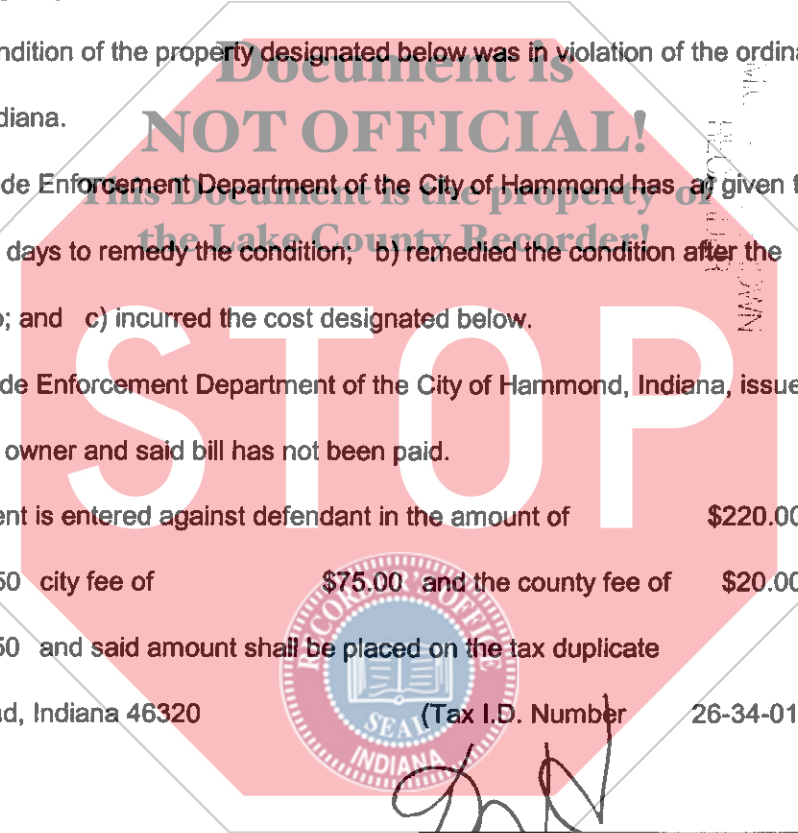 ndition of the property designated below was in violation of the ordina
Document is
diana.
NOT OFFICIAL!
de Enforcement Department of the City of Hammond has a) given t
This Document is the property of
days to remedy the condition; b) remedied the condition after the
the Lake County Recorder!
; and c) incurred the cost designated below.
STOP
de Enforcement Department of the City of Hammond, Indiana, issue
owner and said bill has not been paid.
ent is entered against defendant in the amount of $220.00
50 city fee of $75.00 and the county fee of $20.00
50 and said amount shall be placed on the tax duplicate
RECORDER'S OFFICE
SEAL
INDIANA
d, Indiana 46320 (Tax I.D. Number 26-34-01